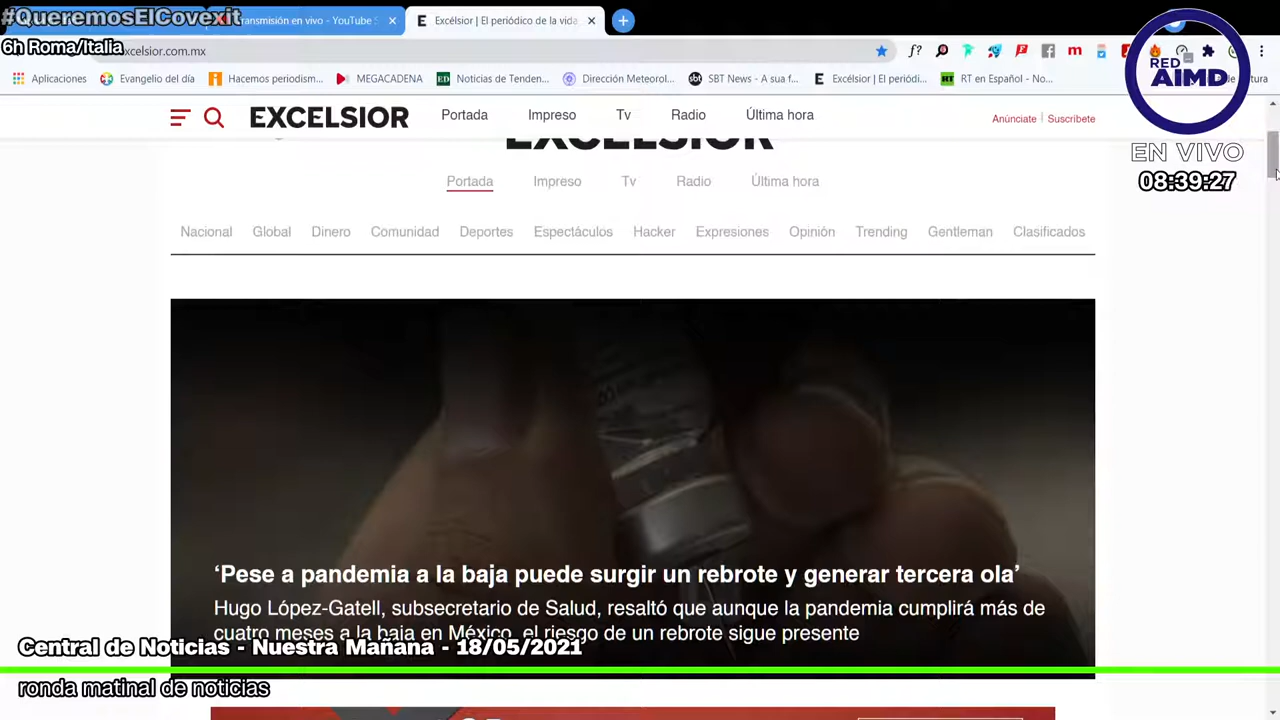 #QueremosElCovexit
transmisión en vivo - YouTube S
Excélsior | El periódico de la vida
6h Roma/Italia
xcelsior.com.mx
Aplicaciones
Evangelio del día
Hacemos periodism...
MEGACADENA
Noticias de Tenden...
Dirección Meteorol...
SBT News - A sua f...
Excélsior | El periódi...
RT en Español - No...
RED
AIMD
EN VIVO
08:39:27
EXCELSIOR
Portada
Impreso
Tv
Radio
Última hora
Anúnciate
Suscríbete
EXCELSIOR
Portada
Impreso
Tv
Radio
Última hora
Nacional
Global
Dinero
Comunidad
Deportes
Espectáculos
Hacker
Expresiones
Opinión
Trending
Gentleman
Clasificados
‘Pese a pandemia a la baja puede surgir un rebrote y generar tercera ola’
Hugo López-Gatell, subsecretario de Salud, resaltó que aunque la pandemia cumplirá más de
cuatro meses a la baja en México, el riesgo de un rebrote sigue presente
Central de Noticias - Nuestra Mañana - 18/05/2021
ronda matinal de noticias